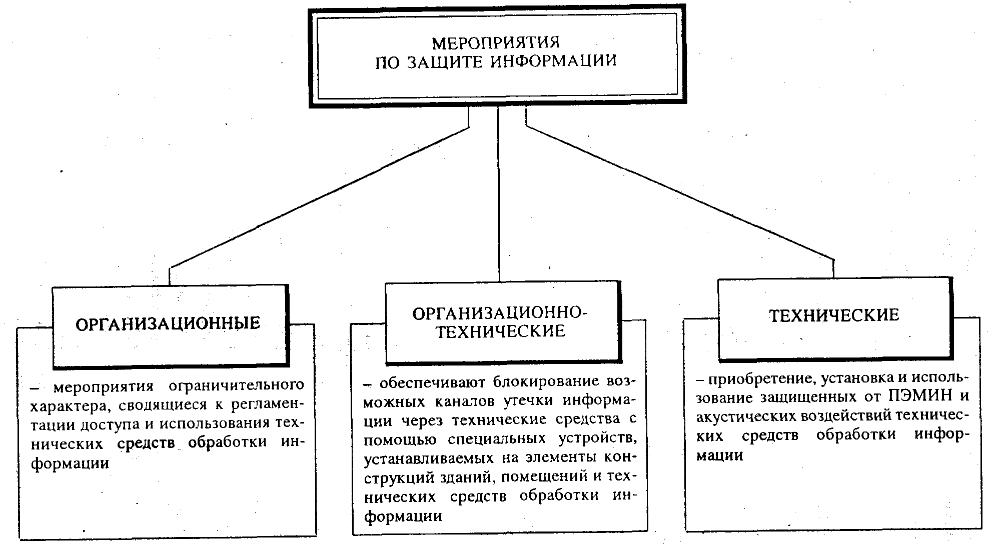 МЕРОПРИЯТИЯ
ПО ЗАЩИТЕ ИНФОРМАЦИИ
ОРГАНИЗАЦИОННЫЕ
– мероприятия ограничительного
характера, сводящиеся к регламен-
тации доступа и использования тех-
нических средств обработки ин-
формации
ОРГАНИЗАЦИОННО-
ТЕХНИЧЕСКИЕ
– обеспечивают блокирование воз-
можных каналов утечки информа-
ции через технические средства с
помощью специальных устройств,
устанавливаемых на элементы кон-
струкций зданий, помещений и тех-
нических средств обработки ин-
формации
ТЕХНИЧЕСКИЕ
– приобретение, установка и исполь-
зование защищенных от ПЭМИН и
акустических воздействий техничес-
ких средств обработки инфор-
мации